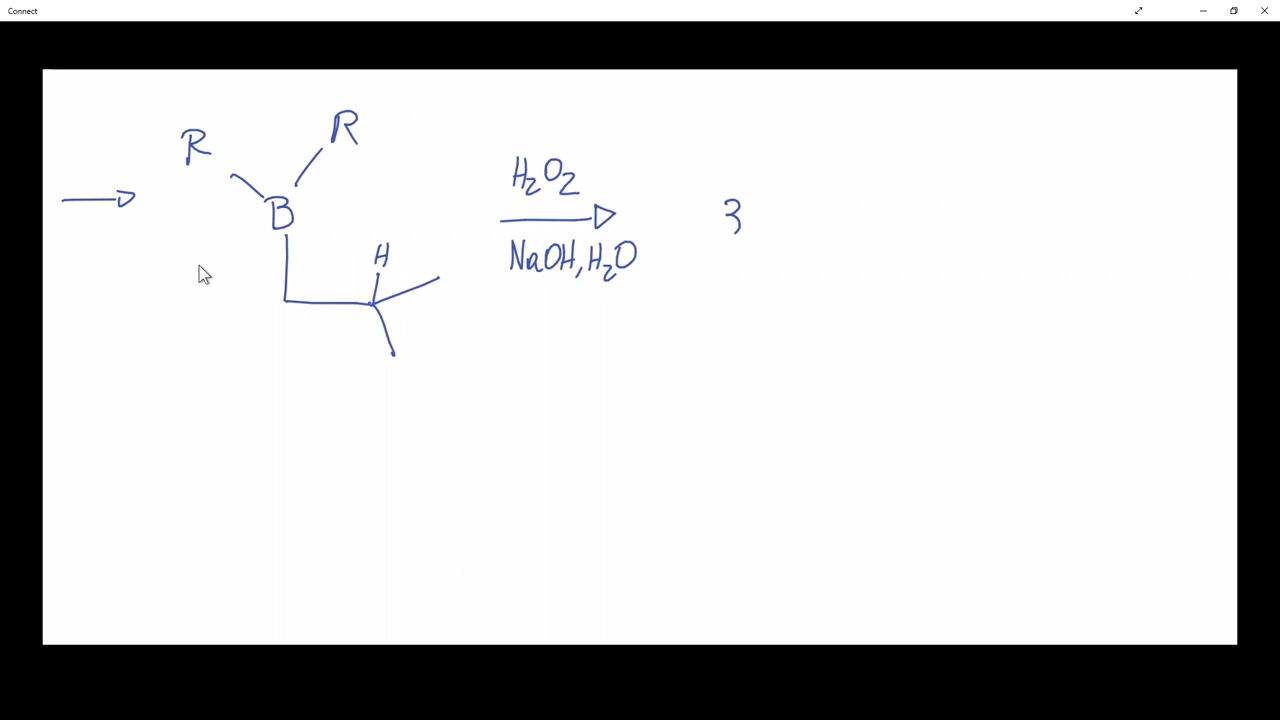 Connect
R
R
B
H
H₂O₂
NaOH, H₂O
3